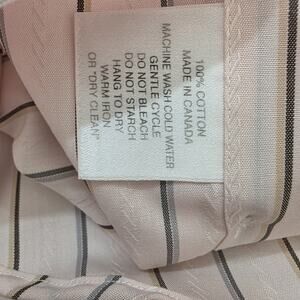 100% COTTON
MADE IN CANADA
MACHINE WASH COLD WATER
GENTLE CYCLE
DO NOT BLEACH
DO NOT STARCH
HANG TO DRY
WARM IRON
OR "DRY CLEAN"